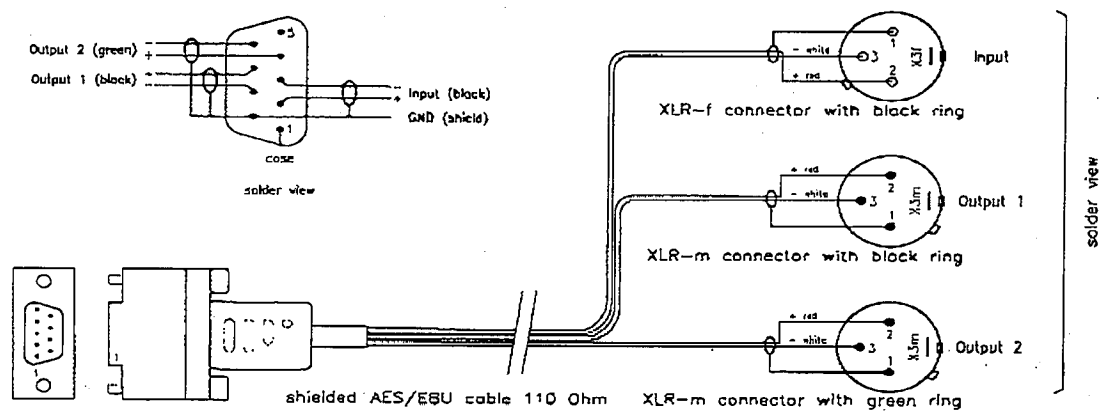 5
Output 2 (green) - +
Output 1 (black) + -
- + Input (black)
GND (shield)
1
case
solder view
1
- white
+ red
3
2
X3f
Input
XLR-f connector with black ring
+ red
- white
2
3
1
X3m
Output 1
XLR-m connector with black ring
+ red
- white
2
3
1
X3m
Output 2
XLR-m connector with green ring
shielded AES/EBU cable 110 Ohm
solder view
1
1